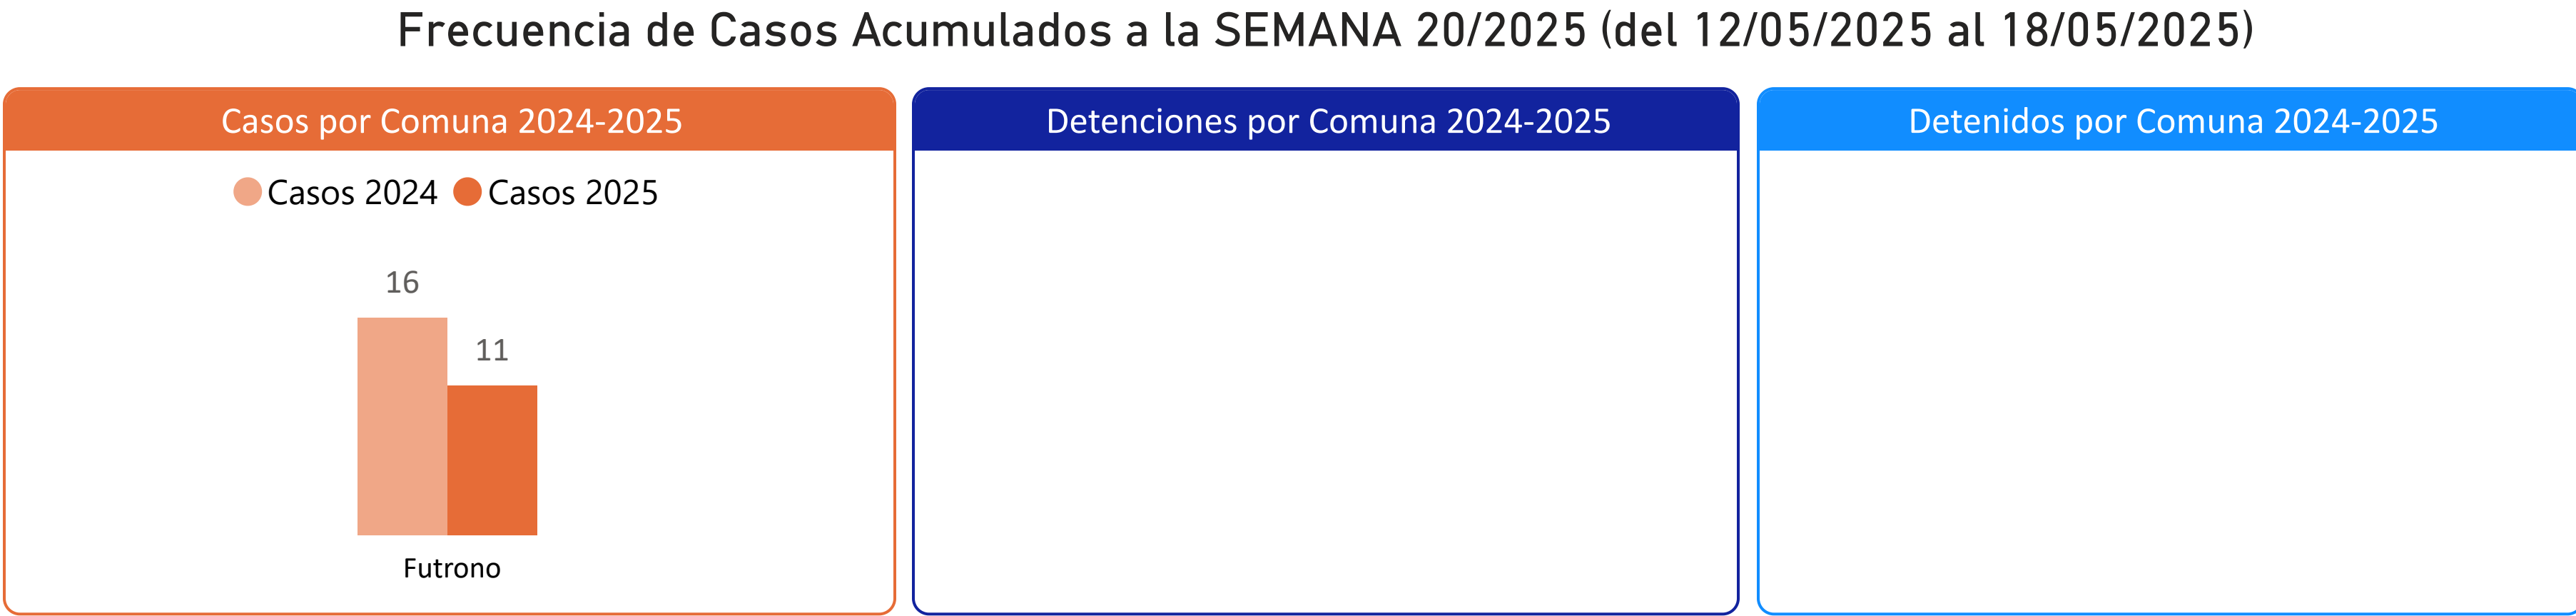 Frecuencia de Casos Acumulados a la SEMANA 20/2025 (del 12/05/2025 al 18/05/2025)
Casos por Comuna 2024-2025
Casos 2024 Casos 2025
16
11
Futrono
Detenciones por Comuna 2024-2025
Detenidos por Comuna 2024-2025